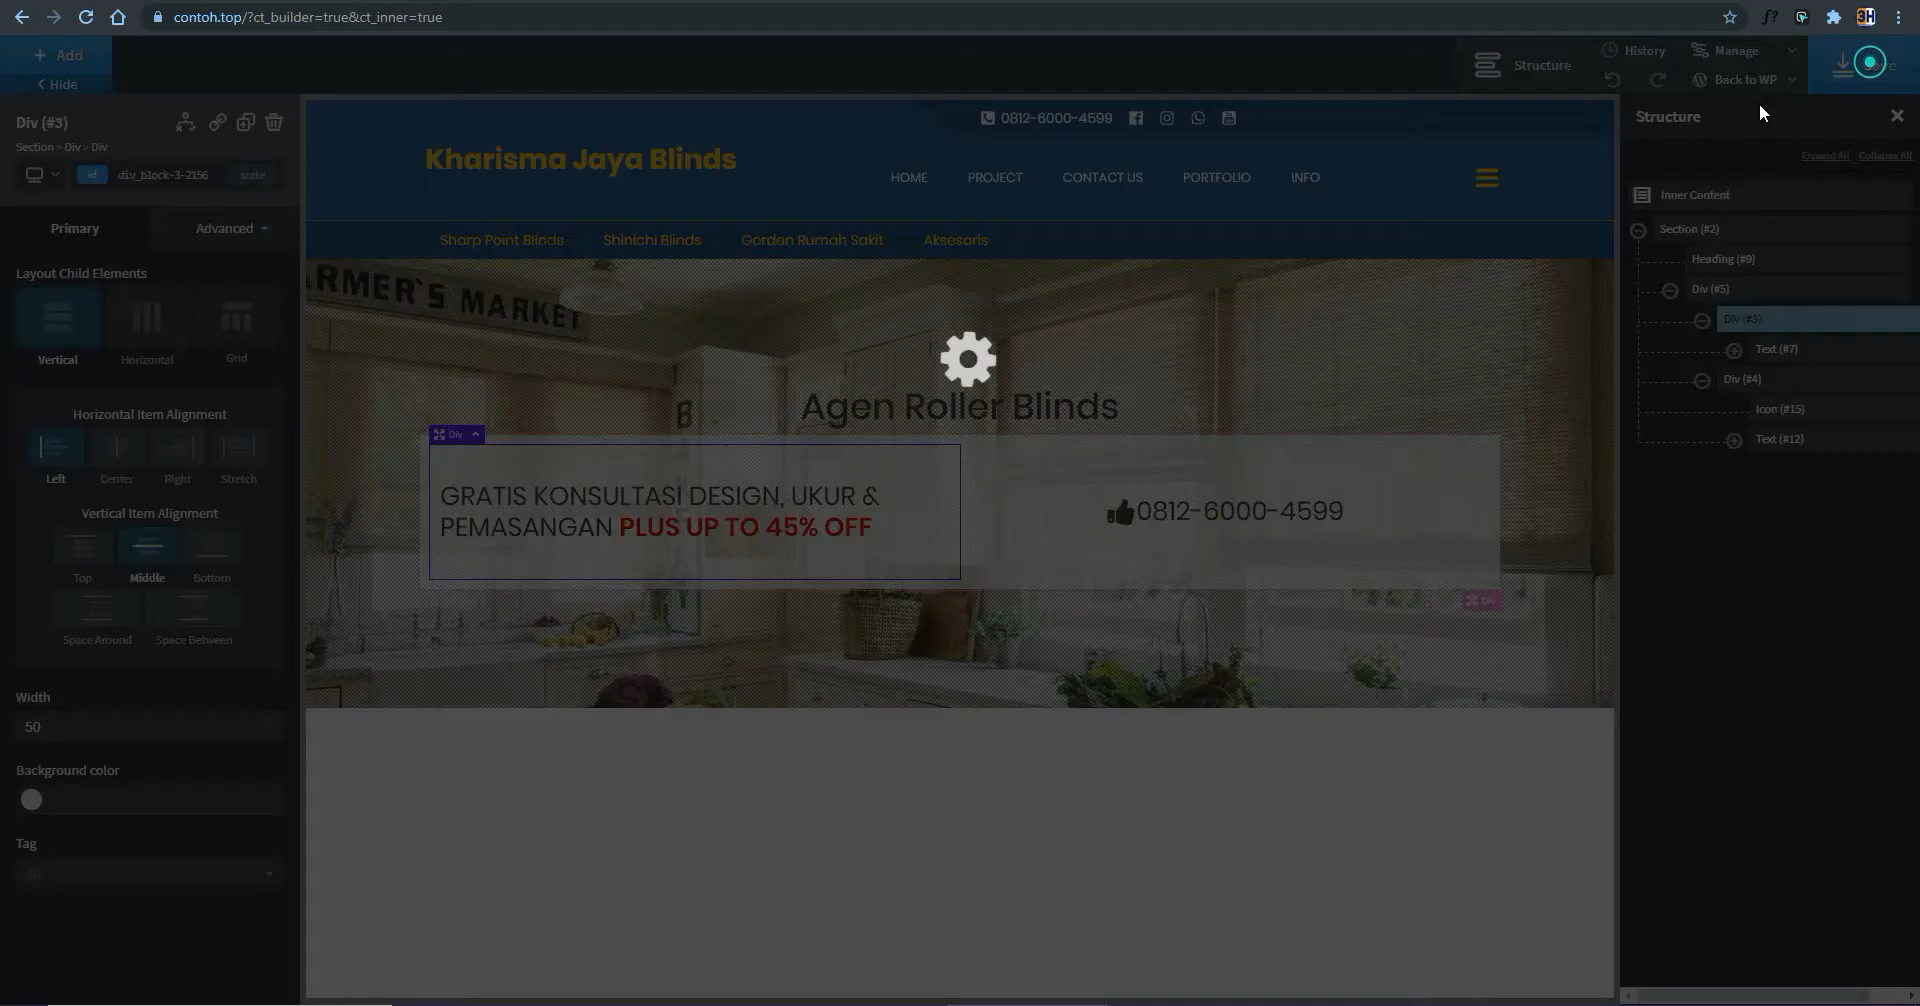 contoh.top/?ct_builder=true&ct_inner=true
f?
3H
+ Add
Hide
Structure
History
Manage
Back to WP
Div (#3)
Section > Div > Div
id
div_block-3-2156
state
Primary
Advanced
Layout Child Elements
Vertical
Horizontal
Grid
Horizontal Item Alignment
Left
Center
Right
Stretch
Vertical Item Alignment
Top
Middle
Bottom
Space Around
Space Between
Width
50
Background color
Tag
0812-6000-4599
Kharisma Jaya Blinds
HOME
PROJECT
CONTACT US
PORTFOLIO
INFO
Sharp Point Blinds
Shinichi Blinds
Gorden Rumah Sakit
Aksesoris
ARMER'S MARKET
Agen Roller Blinds
Div
GRATIS KONSULTASI DESIGN, UKUR &
PEMASANGAN PLUS UP TO 45% OFF
0812-6000-4599
Div
Structure
Expand All
Collapse All
Inner Content
Section (#2)
Heading (#9)
Div (#5)
Div (#3)
Text (#7)
Div (#4)
Icon (#15)
Text (#12)